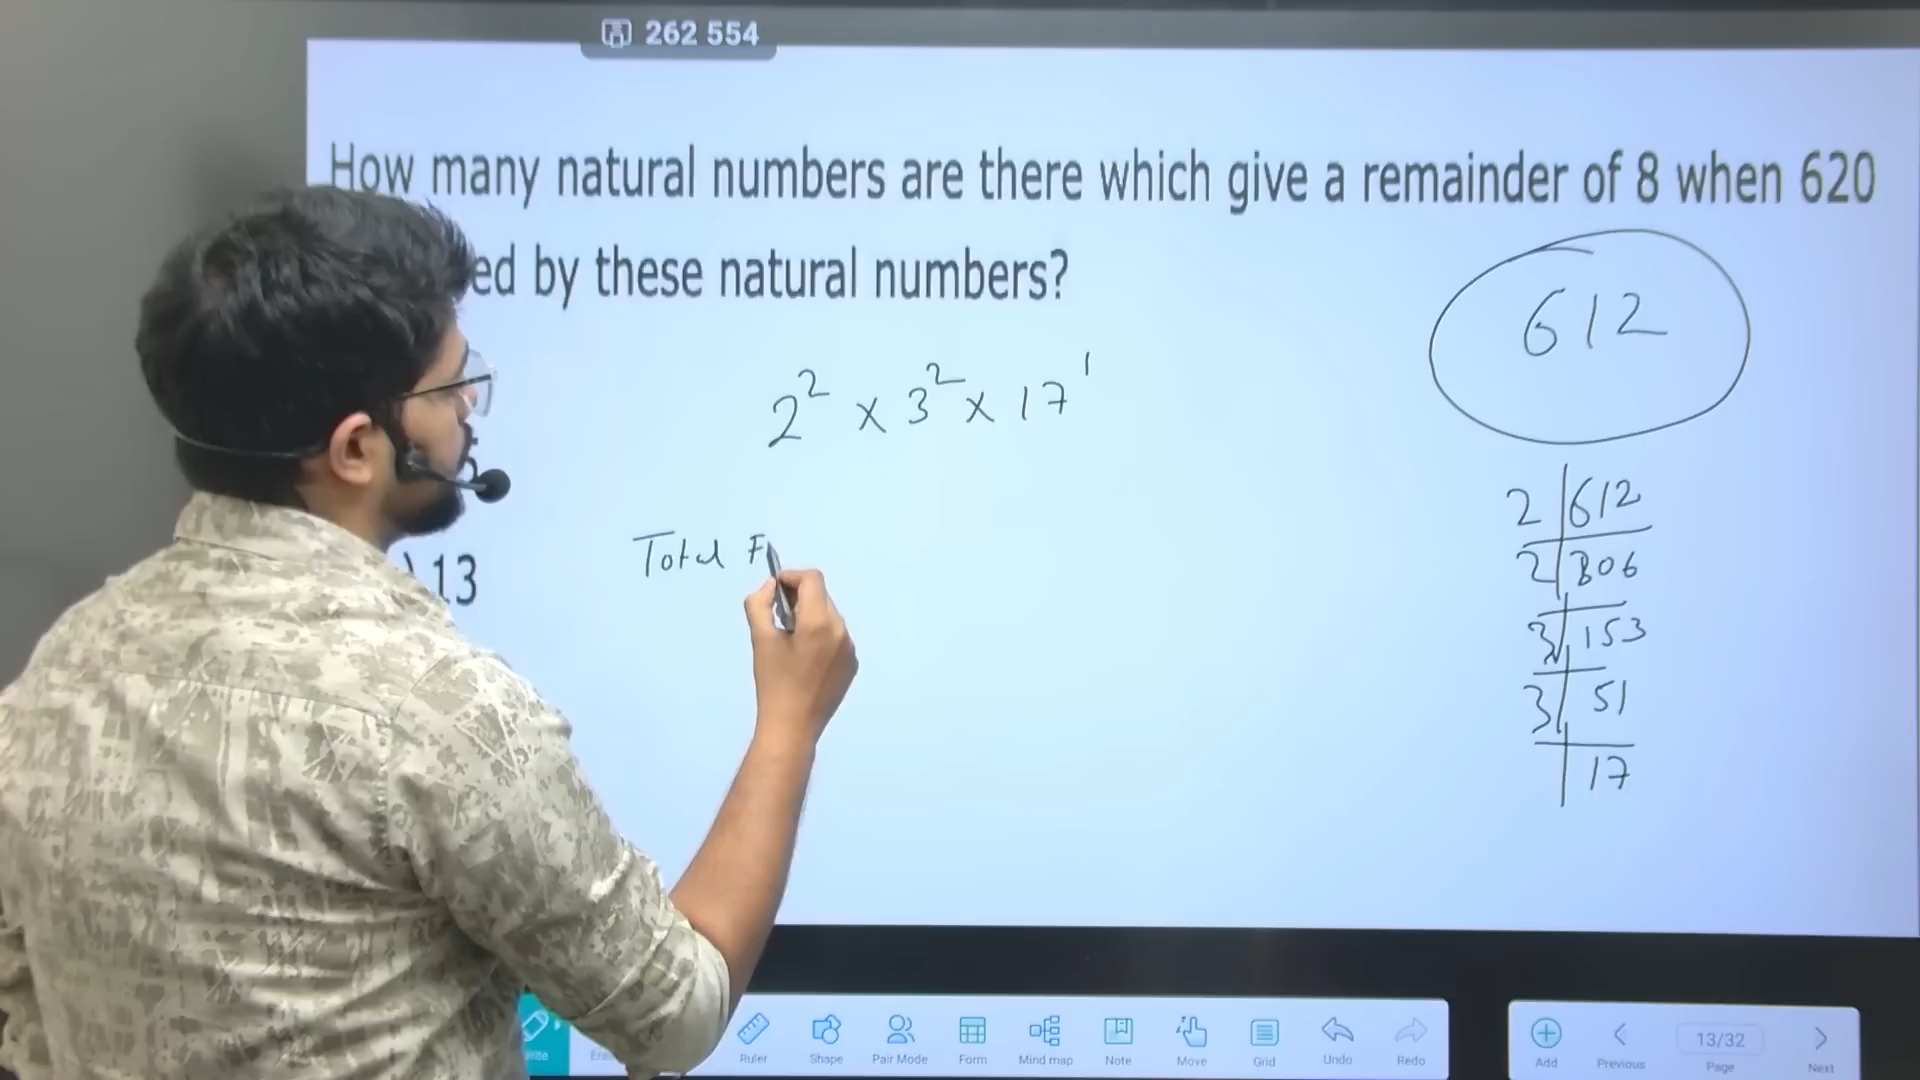 262 554
How many natural numbers are there which give a remainder of 8 when 620
ed by these natural numbers?
612
2² × 3² × 17¹
2 612
2 306
3 153
3 51
17
Total F
13
Ruler
Shape
Pair Mode
Form
Mind map
Note
Move
Grid
Undo
Redo
Add
Previous
13/32
Page
Next